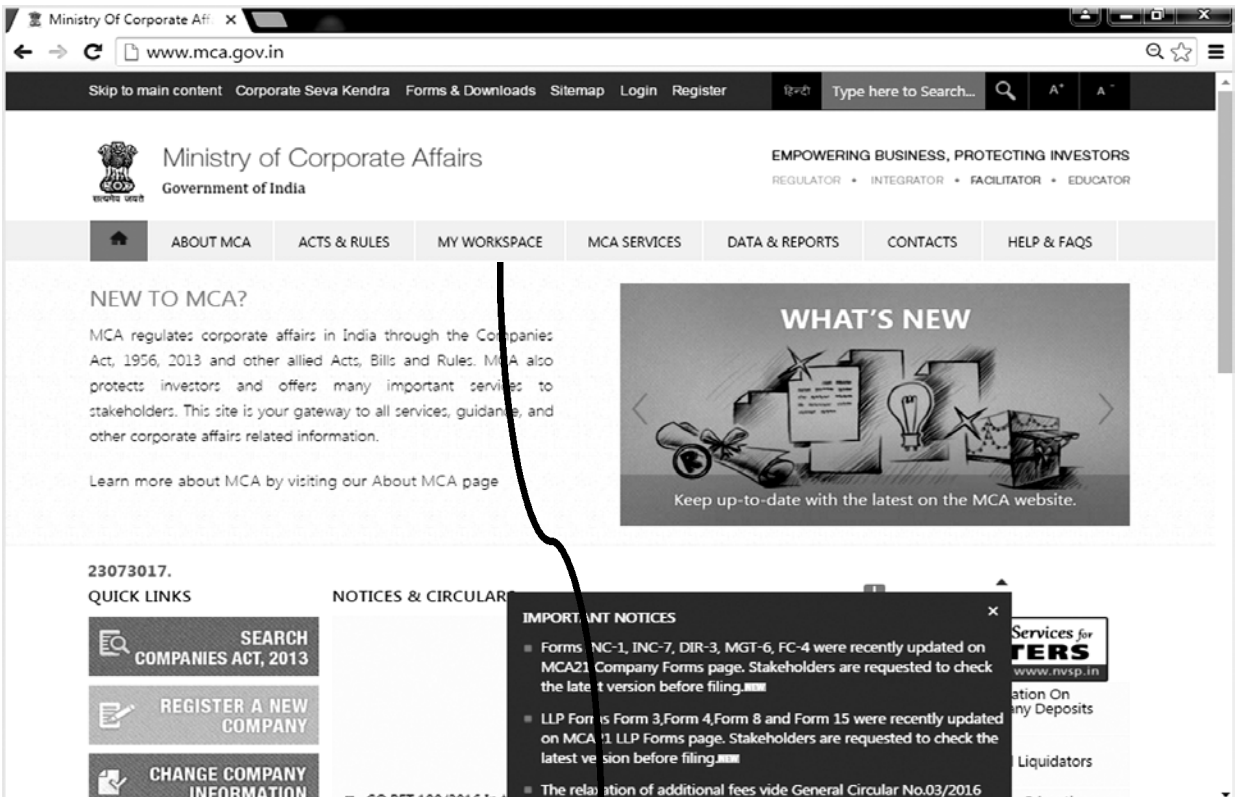 Ministry Of Corporate Aff
www.mca.gov.in
Skip to main content Corporate Seva Kendra Forms & Downloads Sitemap Login Register हिन्दी Type here to Search... A+ A-
सत्यमेव जयते
Ministry of Corporate Affairs
Government of India
EMPOWERING BUSINESS, PROTECTING INVESTORS
REGULATOR • INTEGRATOR • FACILITATOR • EDUCATOR
ABOUT MCA ACTS & RULES MY WORKSPACE MCA SERVICES DATA & REPORTS CONTACTS HELP & FAQS
NEW TO MCA?
MCA regulates corporate affairs in India through the Companies
Act, 1956, 2013 and other allied Acts, Bills and Rules. MCA also
protects investors and offers many important services to
stakeholders. This site is your gateway to all services, guidance, and
other corporate affairs related information.
Learn more about MCA by visiting our About MCA page
WHAT'S NEW
R
Keep up-to-date with the latest on the MCA website.
23073017.
QUICK LINKS
SEARCH
COMPANIES ACT, 2013
REGISTER A NEW
COMPANY
CHANGE COMPANY
INFORMATION
NOTICES & CIRCULARS
IMPORTANT NOTICES
Forms INC-1, INC-7, DIR-3, MGT-6, FC-4 were recently updated on
MCA21 Company Forms page. Stakeholders are requested to check
the latest version before filing. NEW
LLP Forms Form 3,Form 4,Form 8 and Form 15 were recently updated
on MCA21 LLP Forms page. Stakeholders are requested to check the
latest version before filing. NEW
The relaxation of additional fees vide General Circular No.03/2016
Services for
TERS
www.nvsp.in
ation On
any Deposits
Liquidators